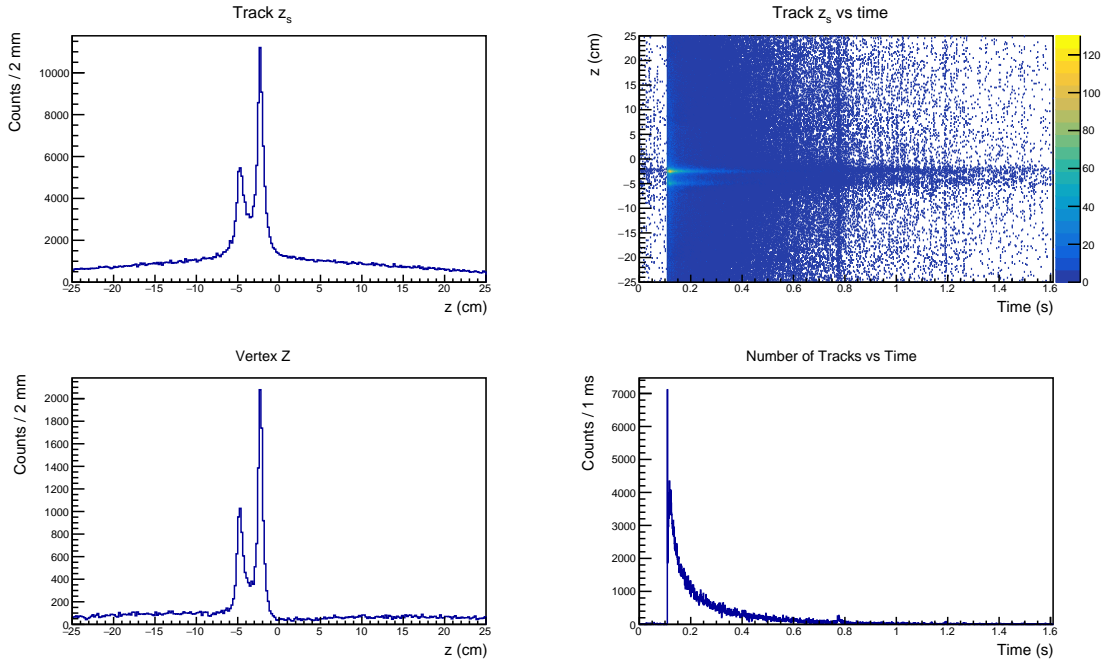 Track zs
Counts / 2 mm
10000
8000
6000
4000
2000
0
−25 −20 −15 −10 −5 0 5 10 15 20 25
z (cm)
Track zs vs time
z (cm)
25
20
15
10
5
0
−5
−10
−15
−20
−25
0 0.2 0.4 0.6 0.8 1 1.2 1.4 1.6
Time (s)
120
100
80
60
40
20
0
Vertex Z
Counts / 2 mm
2000
1800
1600
1400
1200
1000
800
600
400
200
0
−25 −20 −15 −10 −5 0 5 10 15 20 25
z (cm)
Number of Tracks vs Time
Counts / 1 ms
7000
6000
5000
4000
3000
2000
1000
0
0 0.2 0.4 0.6 0.8 1 1.2 1.4 1.6
Time (s)